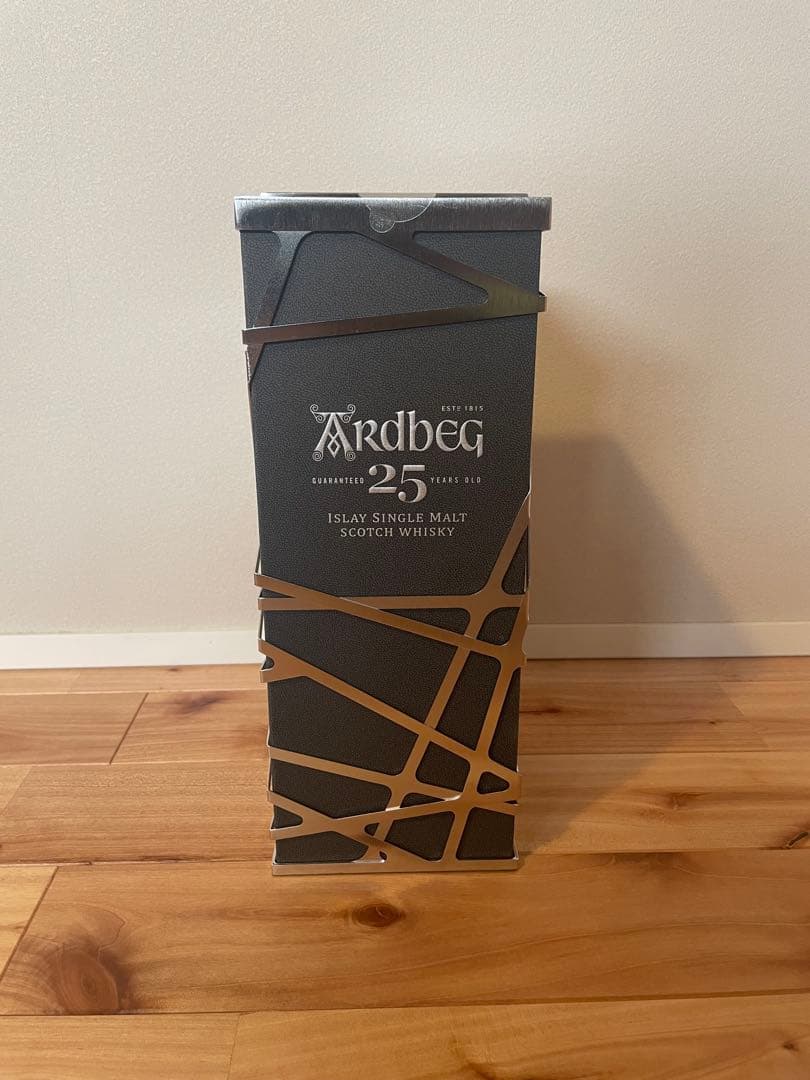 ESTD 1815
ARDBEG
GUARANTEED 25 YEARS OLD
ISLAY SINGLE MALT
SCOTCH WHISKY